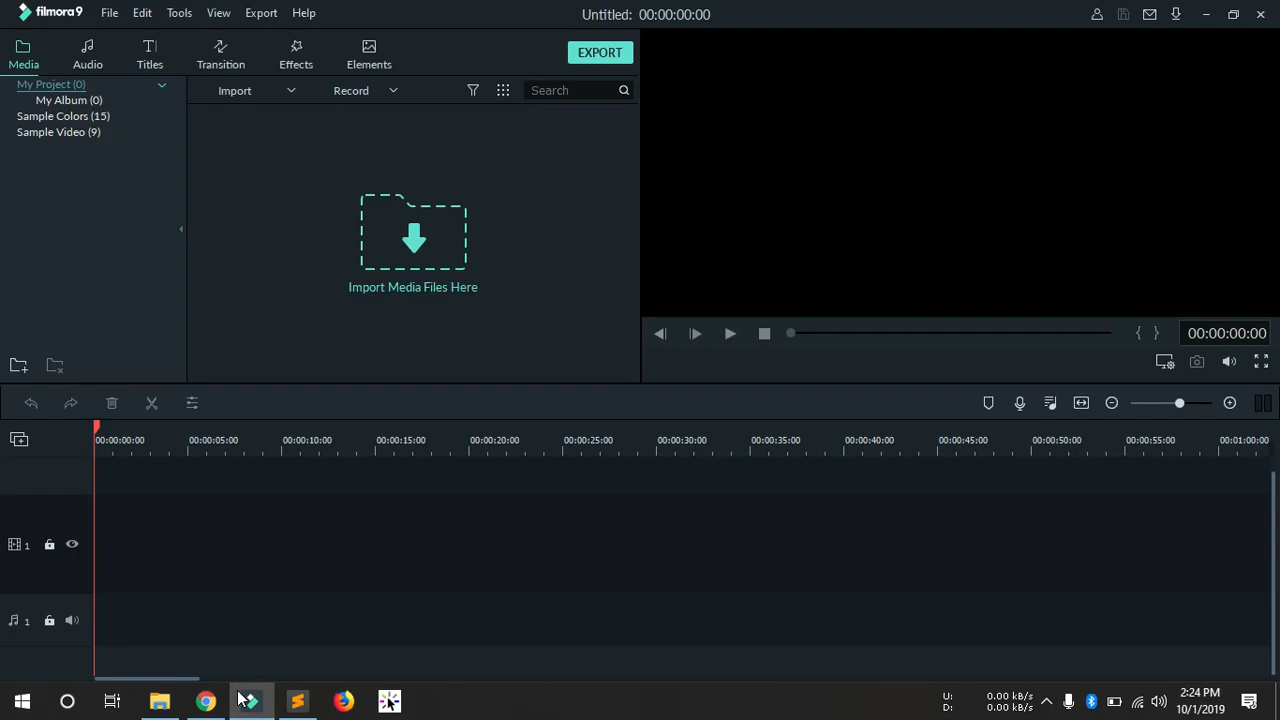 filmora9 File Edit Tools View Export Help Untitled: 00:00:00:00
Media Audio Titles Transition Effects Elements EXPORT
My Project (0)
My Album (0)
Sample Colors (15)
Sample Video (9)
Import Record Search
Import Media Files Here
00:00:00:00
00:00:00:00 00:00:05:00 00:00:10:00 00:00:15:00 00:00:20:00 00:00:25:00 00:00:30:00 00:00:35:00 00:00:40:00 00:00:45:00 00:00:50:00 00:00:55:00 00:01:00:00
1
1
U: 0.00 kB/s
D: 0.00 kB/s
2:24 PM
10/1/2019